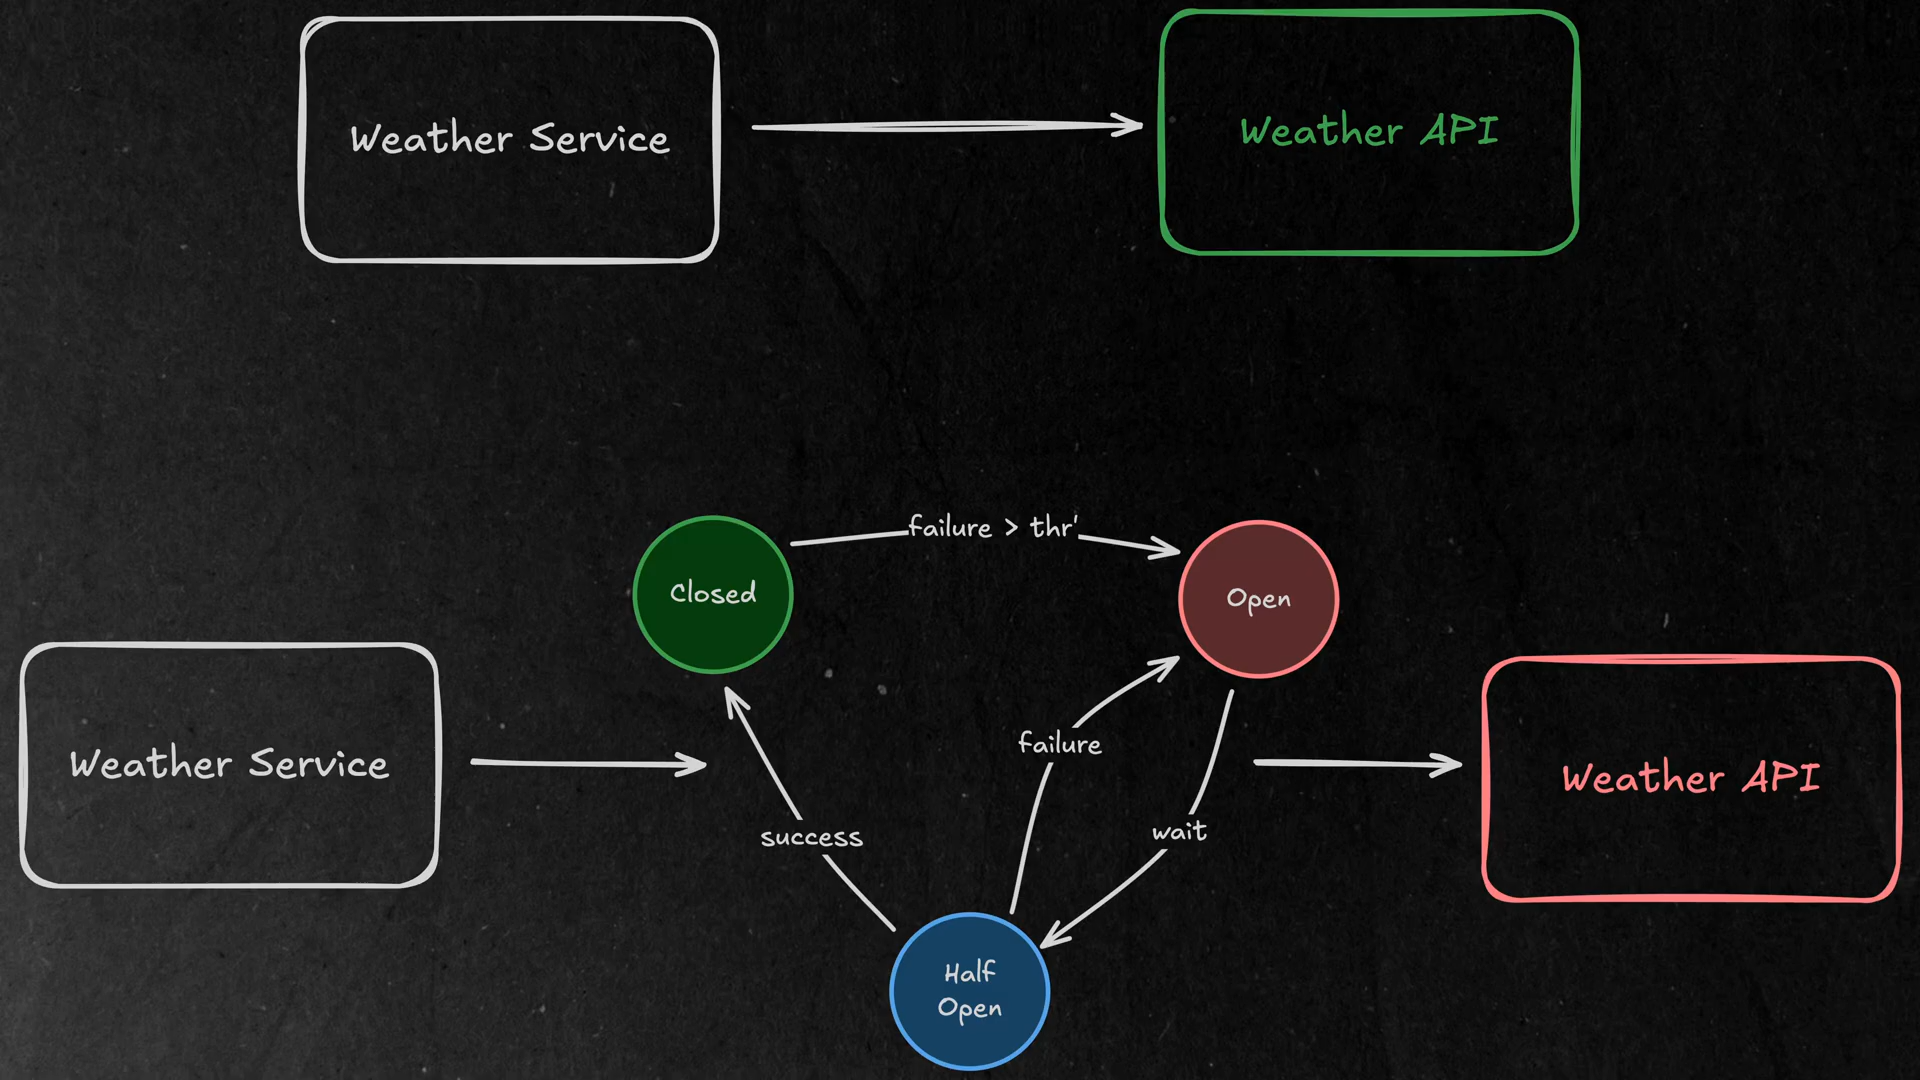 Weather Service
Weather API
failure > thr'
Closed
Open
failure
Weather Service
Weather API
wait
success
Half
Open